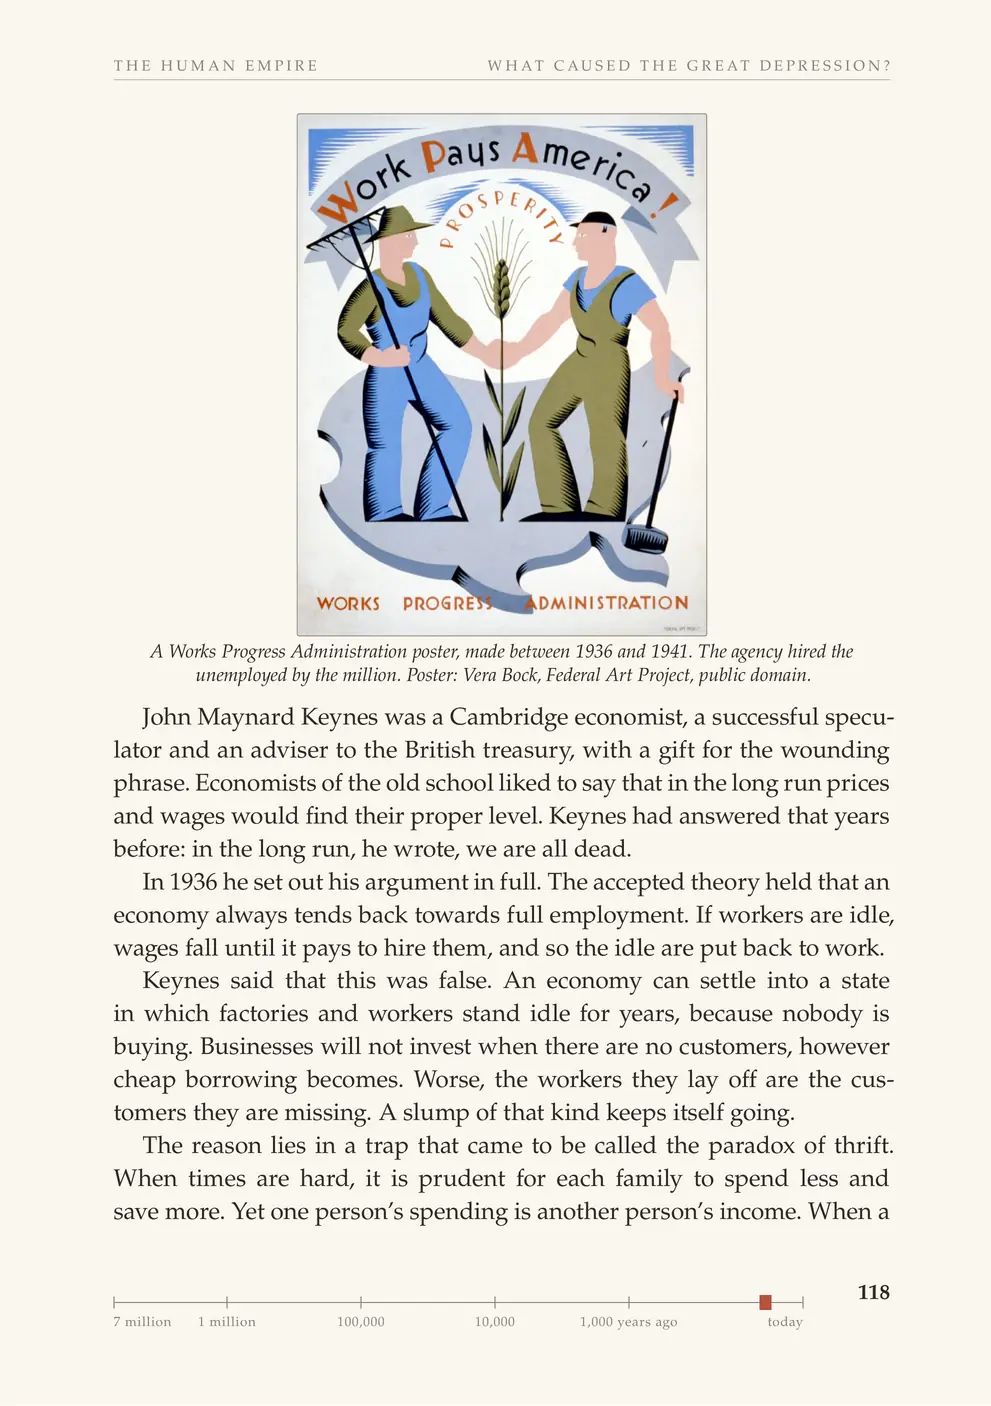 THE HUMAN EMPIRE
WHAT CAUSED THE GREAT DEPRESSION?
Work Pays America!
PROSPERITY
WORKS PROGRESS ADMINISTRATION
A Works Progress Administration poster, made between 1936 and 1941. The agency hired the
unemployed by the million. Poster: Vera Bock, Federal Art Project, public domain.
John Maynard Keynes was a Cambridge economist, a successful specu-
lator and an adviser to the British treasury, with a gift for the wounding
phrase. Economists of the old school liked to say that in the long run prices
and wages would find their proper level. Keynes had answered that years
before: in the long run, he wrote, we are all dead.
In 1936 he set out his argument in full. The accepted theory held that an
economy always tends back towards full employment. If workers are idle,
wages fall until it pays to hire them, and so the idle are put back to work.
Keynes said that this was false. An economy can settle into a state
in which factories and workers stand idle for years, because nobody is
buying. Businesses will not invest when there are no customers, however
cheap borrowing becomes. Worse, the workers they lay off are the cus-
tomers they are missing. A slump of that kind keeps itself going.
The reason lies in a trap that came to be called the paradox of thrift.
When times are hard, it is prudent for each family to spend less and
save more. Yet one person’s spending is another person’s income. When a
118
7 million 1 million 100,000 10,000 1,000 years ago today